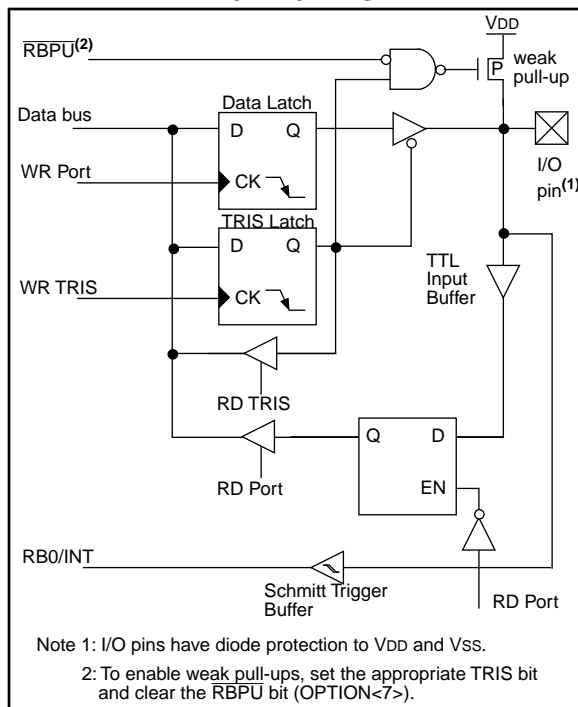 VDD
RBPU(2)
weak
pull-up
P
Data Latch
Data bus
D
Q
I/O
pin(1)
WR Port
CK
TRIS Latch
D
Q
TTL
Input
Buffer
WR TRIS
CK
RD TRIS
Q
D
RD Port
EN
RB0/INT
Schmitt Trigger
Buffer
RD Port
Note 1: I/O pins have diode protection to VDD and VSS.
2: To enable weak pull-ups, set the appropriate TRIS bit
and clear the RBPU bit (OPTION<7>).